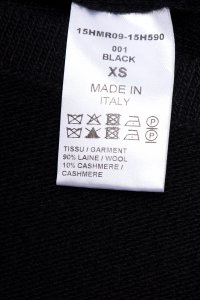 15HMR09-15H590
001
BLACK
XS
MADE IN
ITALY
TISSU / GARMENT
90% LAINE / WOOL
10% CASHMERE /
CASHMERE